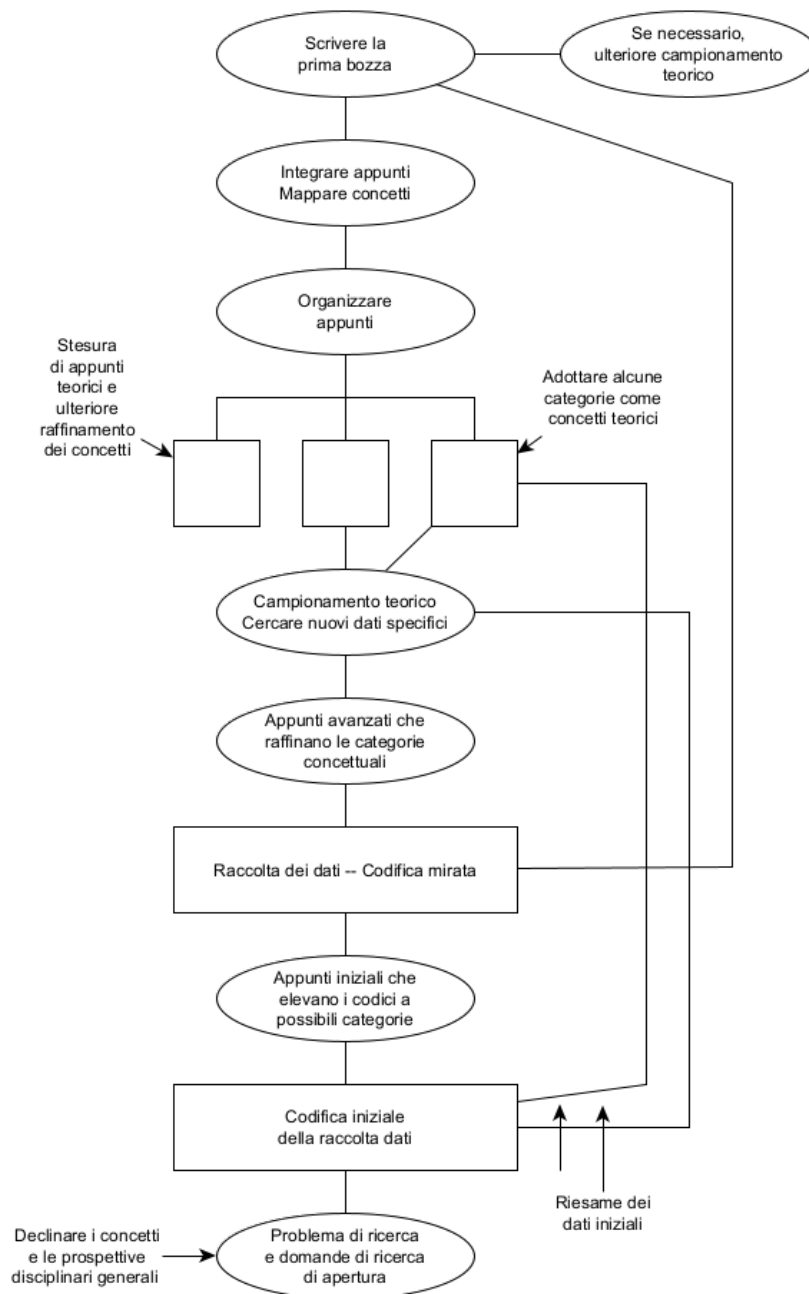 Scrivere la
prima bozza
Se necessario,
ulteriore campionamento
teorico
Integrare appunti
Mappare concetti
Organizzare
appunti
Stesura
di appunti
teorici e
ulteriore
raffinamento
dei concetti
Adottare alcune
categorie come
concetti teorici
Campionamento teorico
Cercare nuovi dati specifici
Appunti avanzati che
raffinano le categorie
concettuali
Raccolta dei dati -- Codifica mirata
Appunti iniziali che
elevano i codici a
possibili categorie
Codifica iniziale
della raccolta dati
Riesame dei
dati iniziali
Declinare i concetti
e le prospettive
disciplinari generali
Problema di ricerca
e domande di ricerca
di apertura